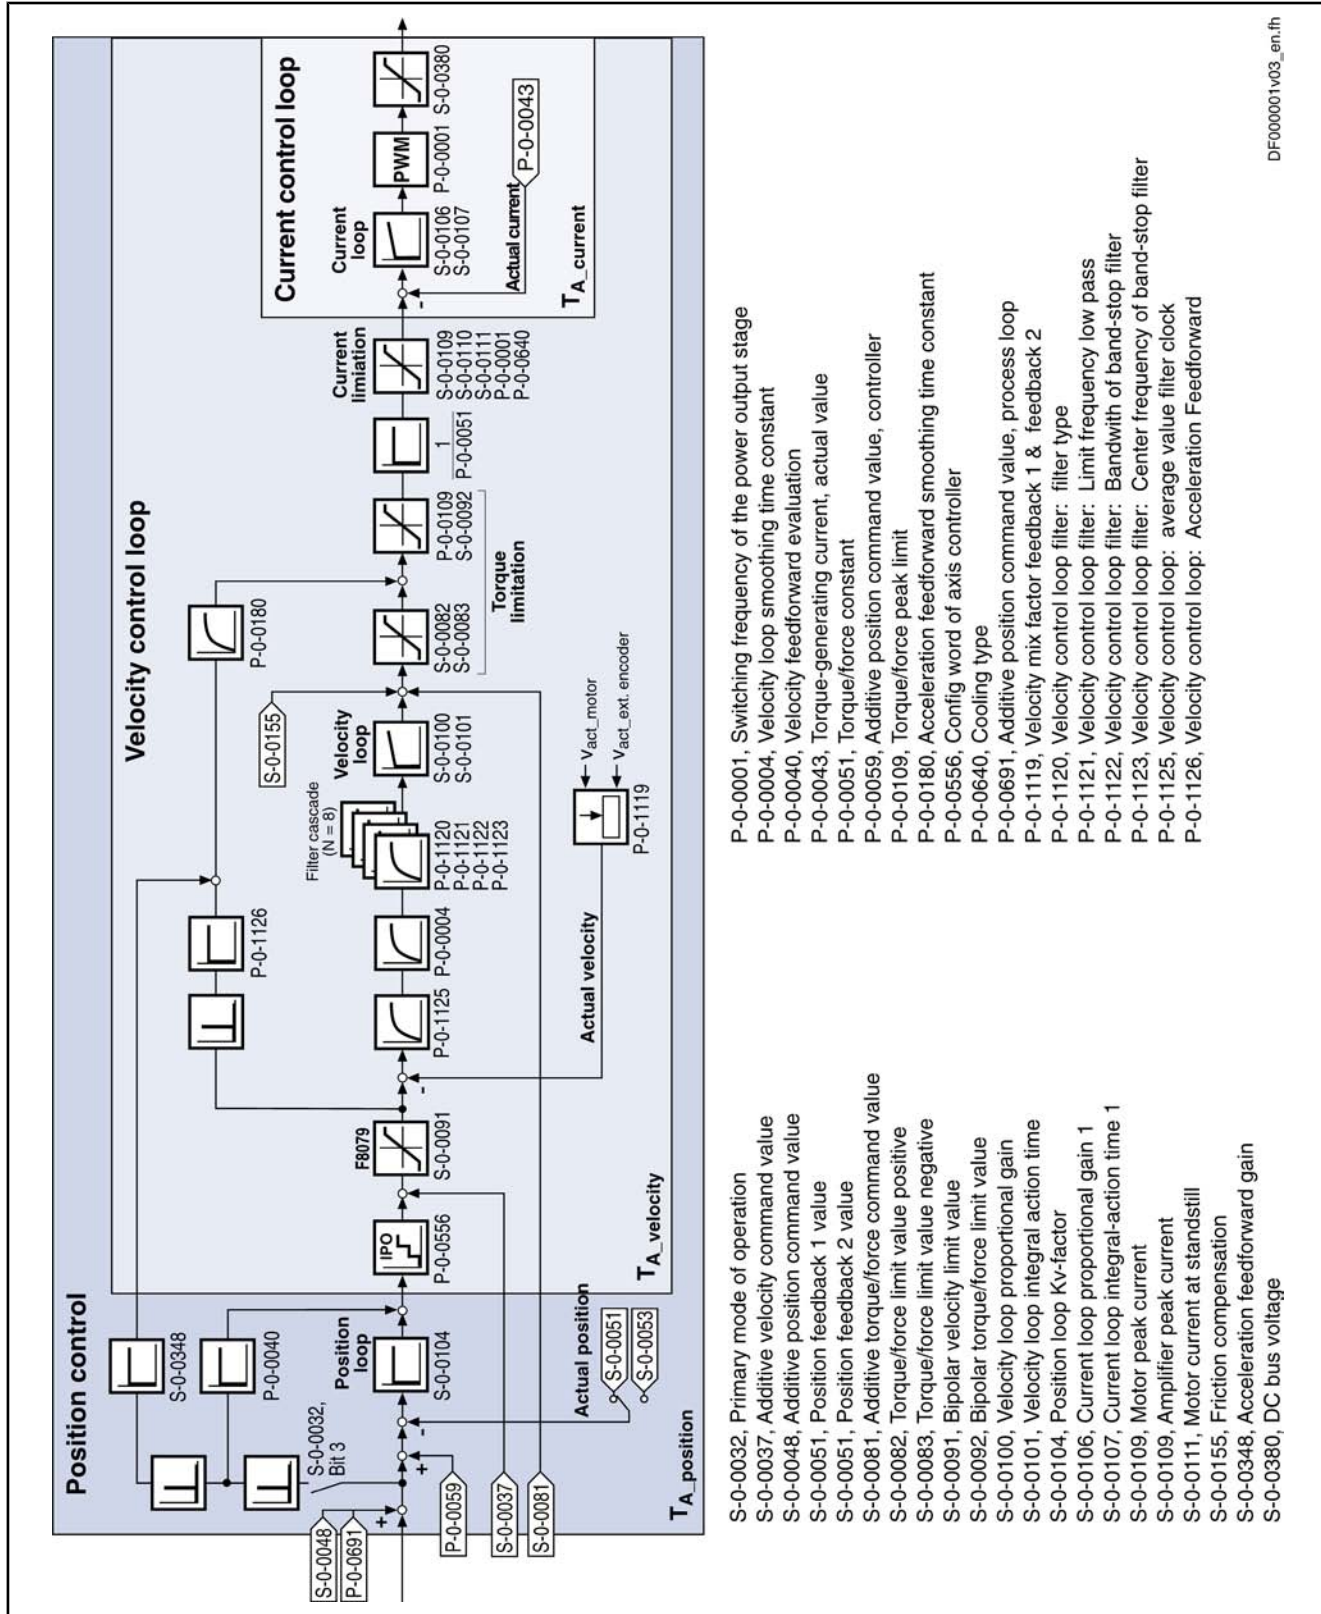 Position control
Velocity control loop
Current control loop
S-0-0348
P-0-0040
S-0-0032,
Bit 3
S-0-0048
P-0-0691
+
+
P-0-0059
S-0-0037
S-0-0081
-
Position
loop
S-0-0104
Actual position
S-0-0051
S-0-0053
TA_position
IPO
P-0-0556
F8079
S-0-0091
TA_velocity
-
P-0-1126
P-0-1125
P-0-0004
Filter cascade
(N = 8)
P-0-1120
P-0-1121
P-0-1122
P-0-1123
Actual velocity
Vact_motor
Vact_ext. encoder
P-0-1119
Velocity
loop
S-0-0100
S-0-0101
S-0-0155
P-0-0180
S-0-0082
S-0-0083
P-0-0109
S-0-0092
Torque
limitation
1
P-0-0051
Current
limiation
S-0-0109
S-0-0110
S-0-0111
P-0-0001
P-0-0640
-
Current
loop
S-0-0106
S-0-0107
PWM
P-0-0001
S-0-0380
Actual current
P-0-0043
TA_current
S-0-0032, Primary mode of operation
S-0-0037, Additive velocity command value
S-0-0048, Additive position command value
S-0-0051, Position feedback 1 value
S-0-0051, Position feedback 2 value
S-0-0081, Additive torque/force command value
S-0-0082, Torque/force limit value positive
S-0-0083, Torque/force limit value negative
S-0-0091, Bipolar velocity limit value
S-0-0092, Bipolar torque/force limit value
S-0-0100, Velocity loop proportional gain
S-0-0101, Velocity loop integral action time
S-0-0104, Position loop Kv-factor
S-0-0106, Current loop proportional gain 1
S-0-0107, Current loop integral-action time 1
S-0-0109, Motor peak current
S-0-0109, Amplifier peak current
S-0-0111, Motor current at standstill
S-0-0155, Friction compensation
S-0-0348, Acceleration feedforward gain
S-0-0380, DC bus voltage
P-0-0001, Switching frequency of the power output stage
P-0-0004, Velocity loop smoothing time constant
P-0-0040, Velocity feedforward evaluation
P-0-0043, Torque-generating current, actual value
P-0-0051, Torque/force constant
P-0-0059, Additive position command value, controller
P-0-0109, Torque/force peak limit
P-0-0180, Acceleration feedforward smoothing time constant
P-0-0556, Config word of axis controller
P-0-0640, Cooling type
P-0-0691, Additive position command value, process loop
P-0-1119, Velocity mix factor feedback 1 & feedback 2
P-0-1120, Velocity control loop filter: filter type
P-0-1121, Velocity control loop filter: Limit frequency low pass
P-0-1122, Velocity control loop filter: Bandwith of band-stop filter
P-0-1123, Velocity control loop filter: Center frequency of band-stop filter
P-0-1125, Velocity control loop: average value filter clock
P-0-1126, Velocity control loop: Acceleration Feedforward
DF000001v03_en.fh